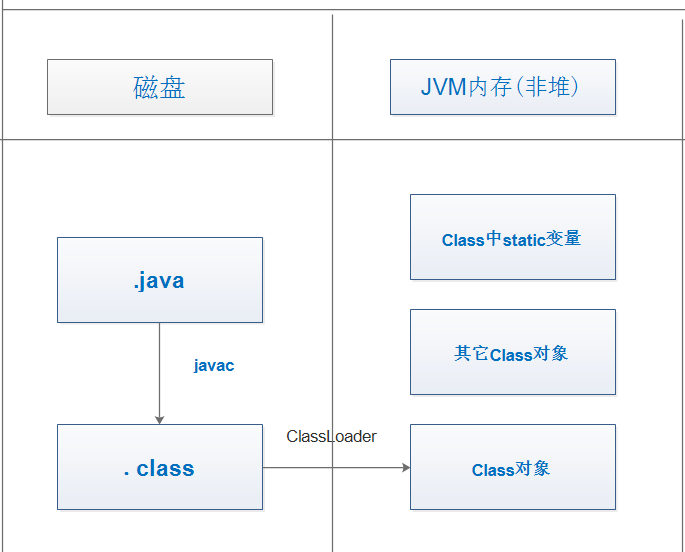 磁盘
JVM内存(非堆)
Class中static变量
.java
其它Class对象
javac
ClassLoader
. class
Class对象